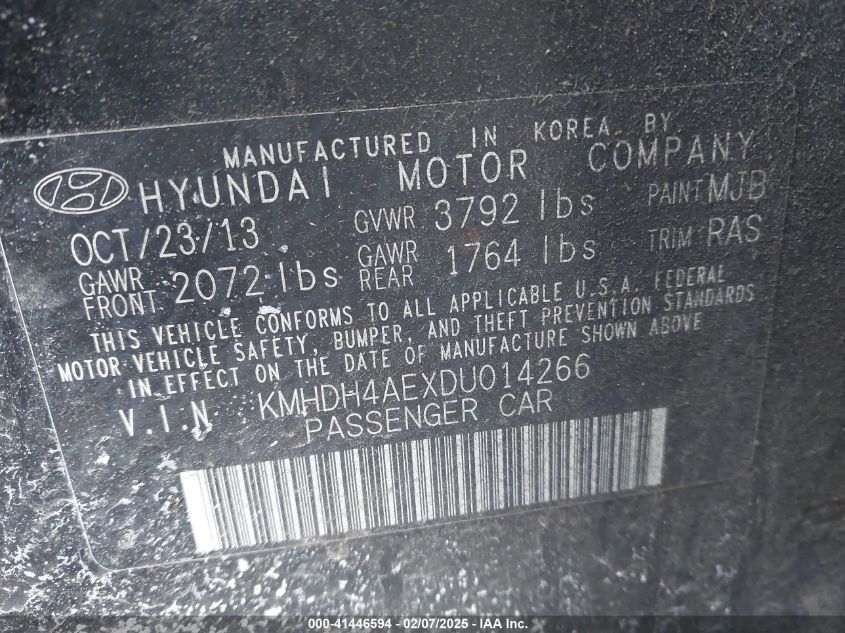 MANUFACTURED IN KOREA BY
HYUNDAI MOTOR COMPANY
OCT/23/13 GVWR 3792 lbs PAINT MJB
GAWR FRONT 2072 lbs GAWR REAR 1764 lbs TRIM RAS
THIS VEHICLE CONFORMS TO ALL APPLICABLE U.S.A. FEDERAL
MOTOR VEHICLE SAFETY, BUMPER, AND THEFT PREVENTION STANDARDS
IN EFFECT ON THE DATE OF MANUFACTURE SHOWN ABOVE
V.I.N KMHDH4AEXDU014266
PASSENGER CAR
000-41446594 - 02/07/2025 - IAA Inc.